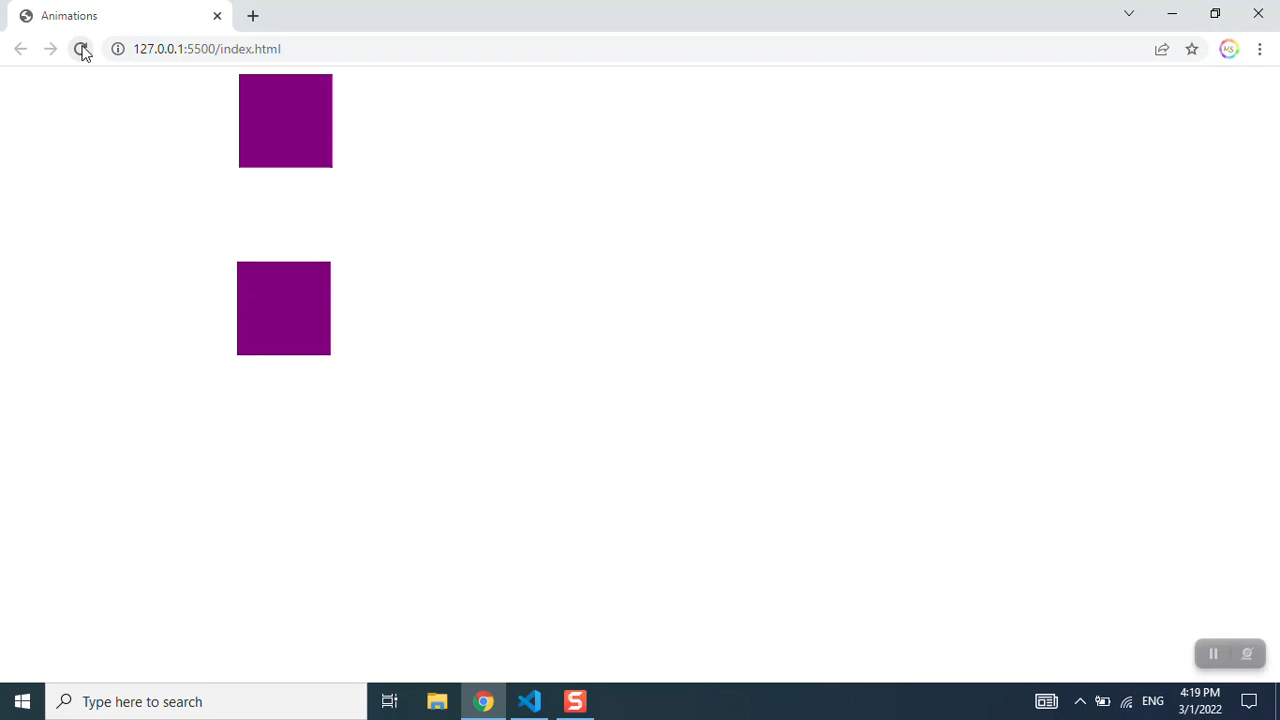 Animations
127.0.0.1:5500/index.html
MS
Type here to search
S
ENG
4:19 PM
3/1/2022